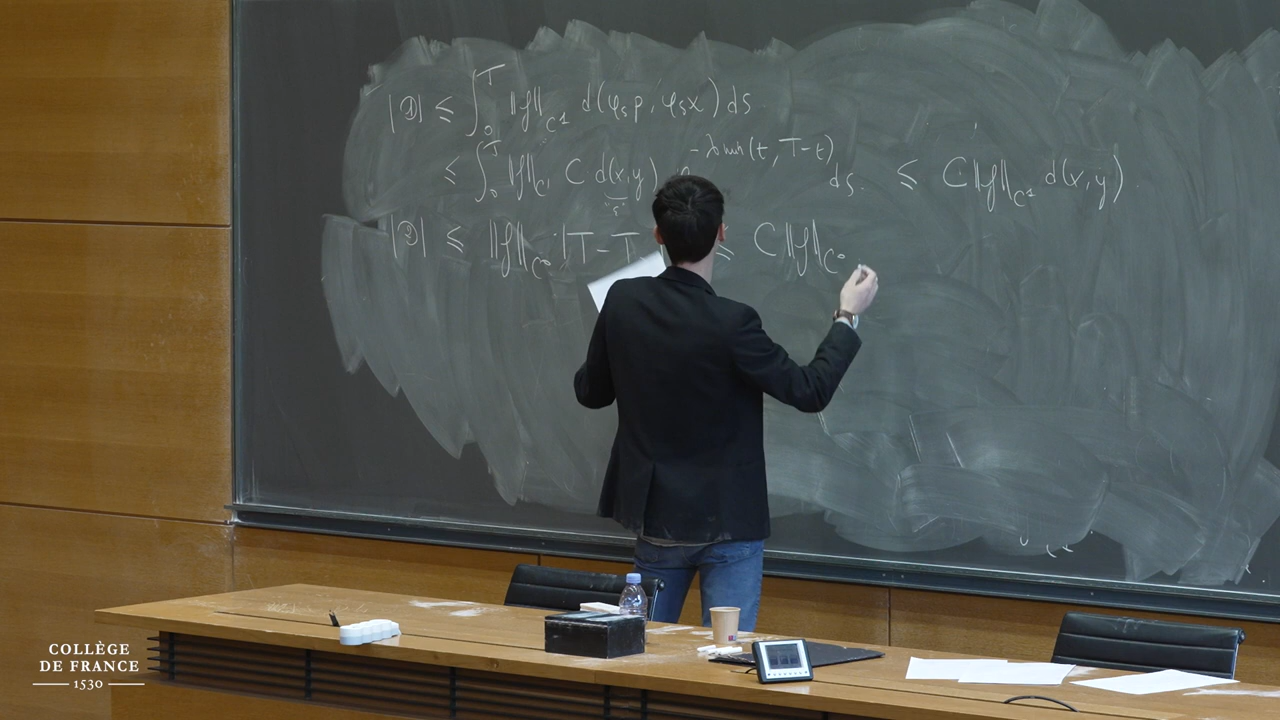 |①| ≤ ∫₀ᵀ ‖f‖_{C¹} d(φₛp, φₛx) ds
≤ ∫₀ᵀ ‖f‖_{C¹} C d(x,y) e^{-λ min(t, T-t)} ds. ≤ C‖f‖_{C¹} d(x,y).
"δ"
|②| ≤ ‖f‖_{C⁰} |T-T ≤ C‖f‖_{C⁰}
COLLÈGE
DE FRANCE
1530